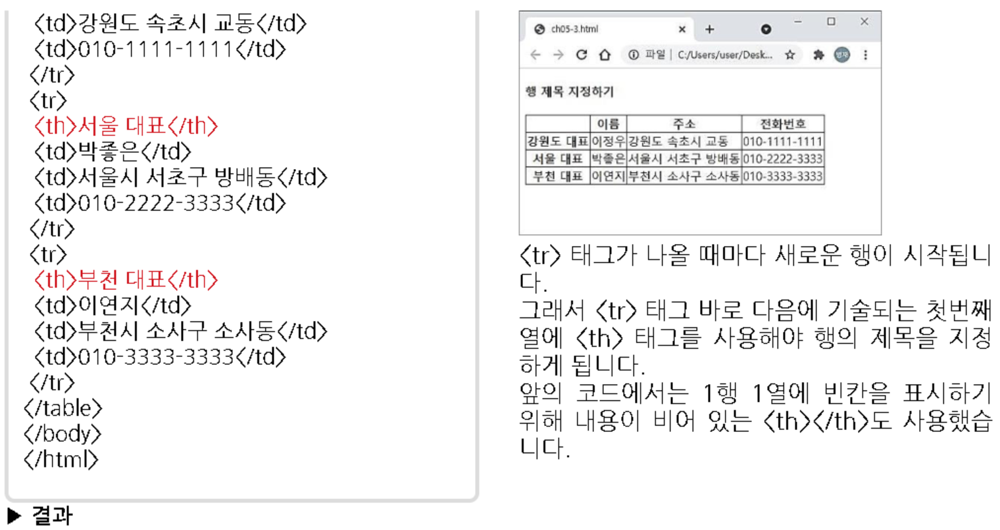 <td>강원도 속초시 교동</td>
<td>010-1111-1111</td>
</tr>
<tr>
<th>서울 대표</th>
<td>박좋은</td>
<td>서울시 서초구 방배동</td>
<td>010-2222-3333</td>
</tr>
<tr>
<th>부천 대표</th>
<td>이연지</td>
<td>부천시 소사구 소사동</td>
<td>010-3333-3333</td>
</tr>
</table>
</body>
</html>
▶ 결과
ch05-3.html
파일 | C:/Users/user/Desk...
행 제목 지정하기
이름 주소 전화번호
강원도 대표 이정우 강원도 속초시 교동 010-1111-1111
서울 대표 박좋은 서울시 서초구 방배동 010-2222-3333
부천 대표 이연지 부천시 소사구 소사동 010-3333-3333
<tr> 태그가 나올 때마다 새로운 행이 시작됩니
다.
그래서 <tr> 태그 바로 다음에 기술되는 첫번째
열에 <th> 태그를 사용해야 행의 제목을 지정
하게 됩니다.
앞의 코드에서는 1행 1열에 빈칸을 표시하기
위해 내용이 비어 있는 <th></th>도 사용했습
니다.